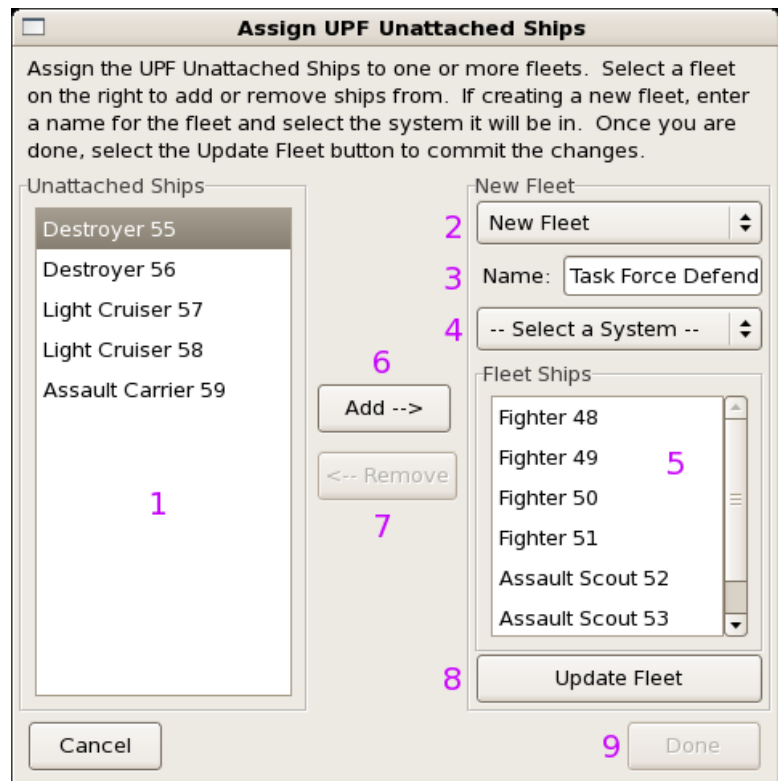 Assign UPF Unattached Ships
Assign the UPF Unattached Ships to one or more fleets. Select a fleet
on the right to add or remove ships from. If creating a new fleet, enter
a name for the fleet and select the system it will be in. Once you are
done, select the Update Fleet button to commit the changes.
Unattached Ships
Destroyer 55
Destroyer 56
Light Cruiser 57
Light Cruiser 58
Assault Carrier 59
1
6
Add -->
<-- Remove
7
New Fleet
2 New Fleet
3 Name: Task Force Defend
4 -- Select a System --
Fleet Ships
Fighter 48
Fighter 49
5
Fighter 50
Fighter 51
Assault Scout 52
Assault Scout 53
8 Update Fleet
Cancel
9 Done